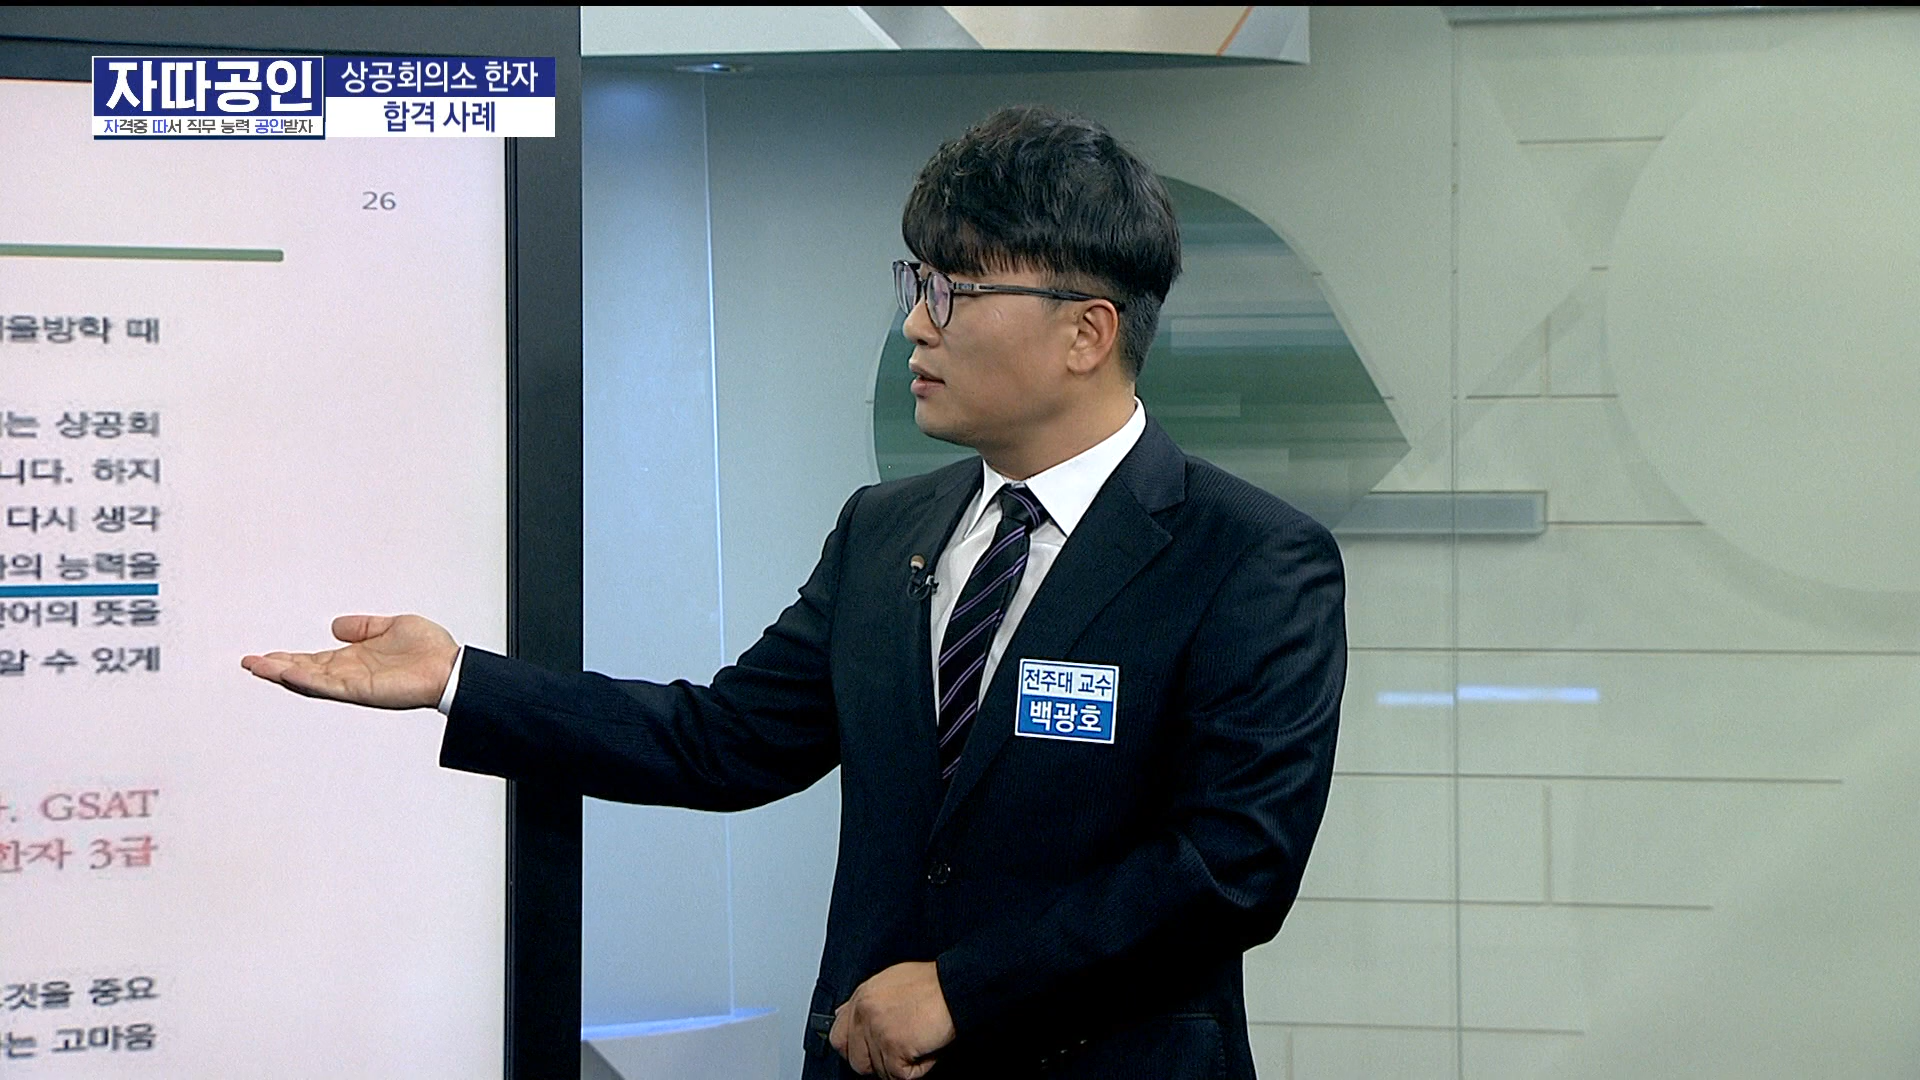 자따공인
자격증 따서 직무 능력 공인받자
상공회의소 한자
합격 사례
26
울방학 때
는 상공회
니다. 하지
다시 생각
의 능력을
어의 뜻을
알 수 있게
. GSAT
한자 3급
것을 중요
는 고마움
전주대 교수
백광호